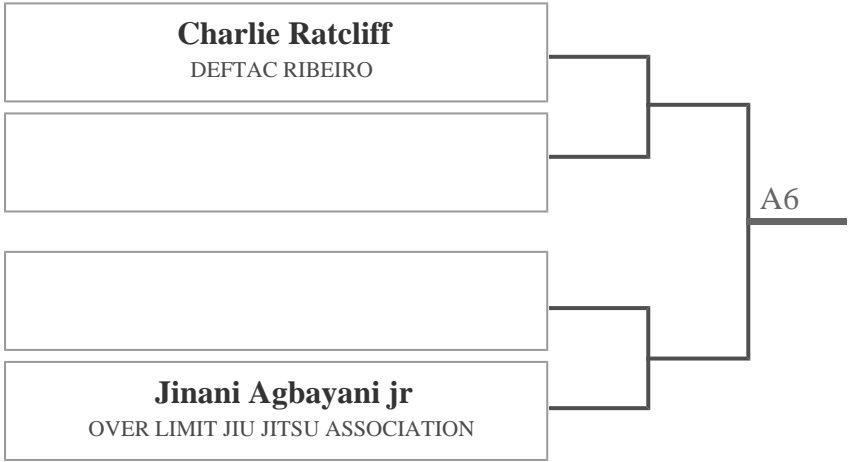 Charlie Ratcliff
DEFTAC RIBEIRO
A6
Jinani Agbayani jr
OVER LIMIT JIU JITSU ASSOCIATION